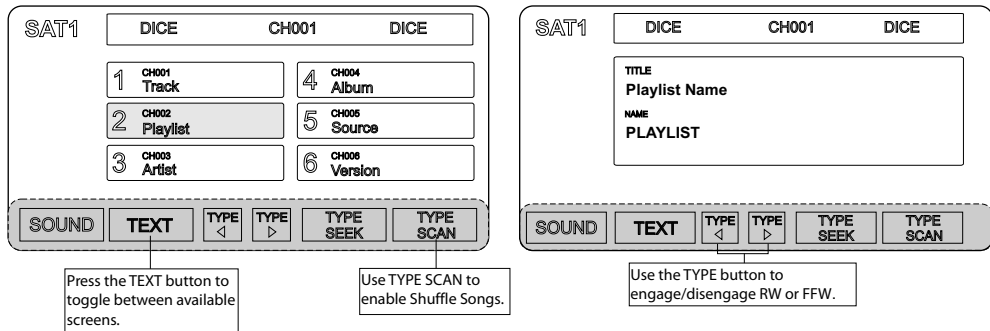 SAT1
DICE CH001 DICE
1 CH001 Track
2 CH002 Playlist
3 CH003 Artist
4 CH004 Album
5 CH005 Source
6 CH006 Version
SOUND TEXT TYPE ◁ TYPE ▷ TYPE SEEK TYPE SCAN
Press the TEXT button to
toggle between available
screens.
Use TYPE SCAN to
enable Shuffle Songs.
SAT1
DICE CH001 DICE
TITLE
Playlist Name
NAME
PLAYLIST
SOUND TEXT TYPE ◁ TYPE ▷ TYPE SEEK TYPE SCAN
Use the TYPE button to
engage/disengage RW or FFW.